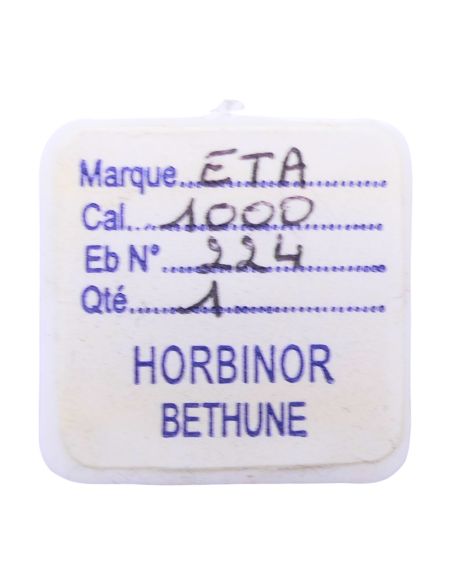 Marque ETA
Cal. 1000
Eb N° 224
Qté 1
HORBINOR
BETHUNE